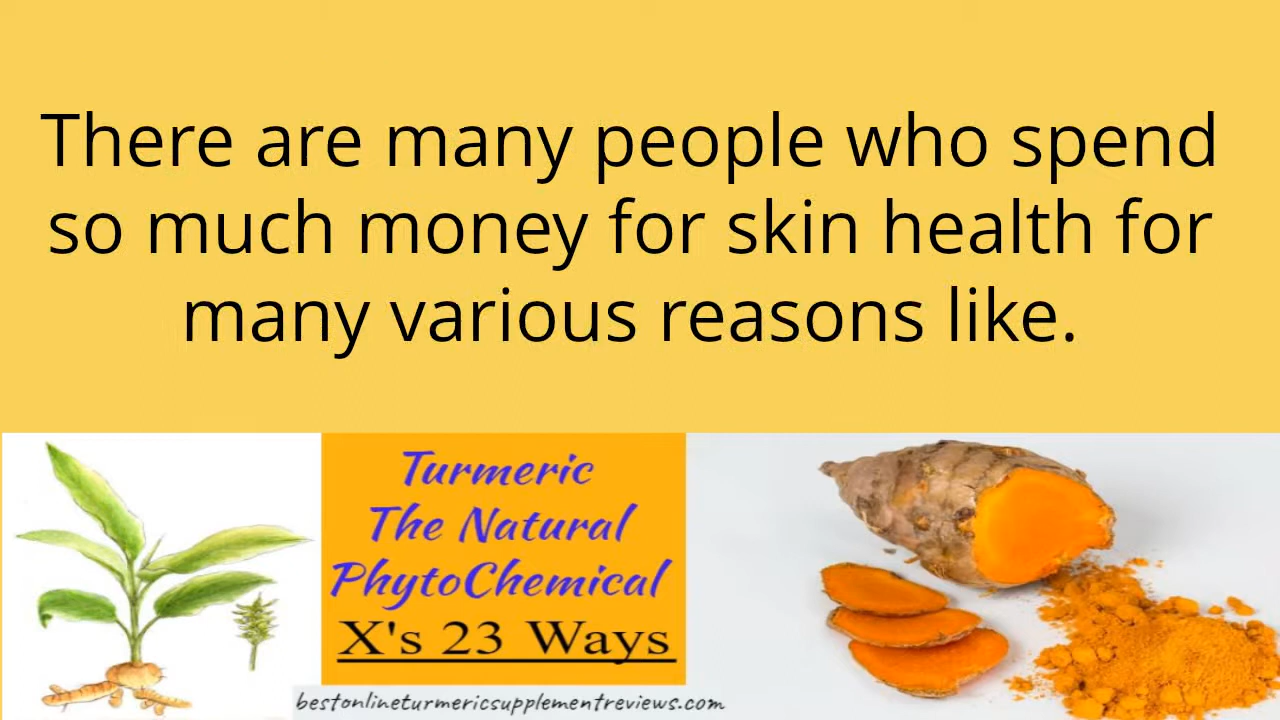 There are many people who spend
so much money for skin health for
many various reasons like.
Turmeric
The Natural
PhytoChemical
X's 23 Ways
bestonlineturmericsupplementreviews.com